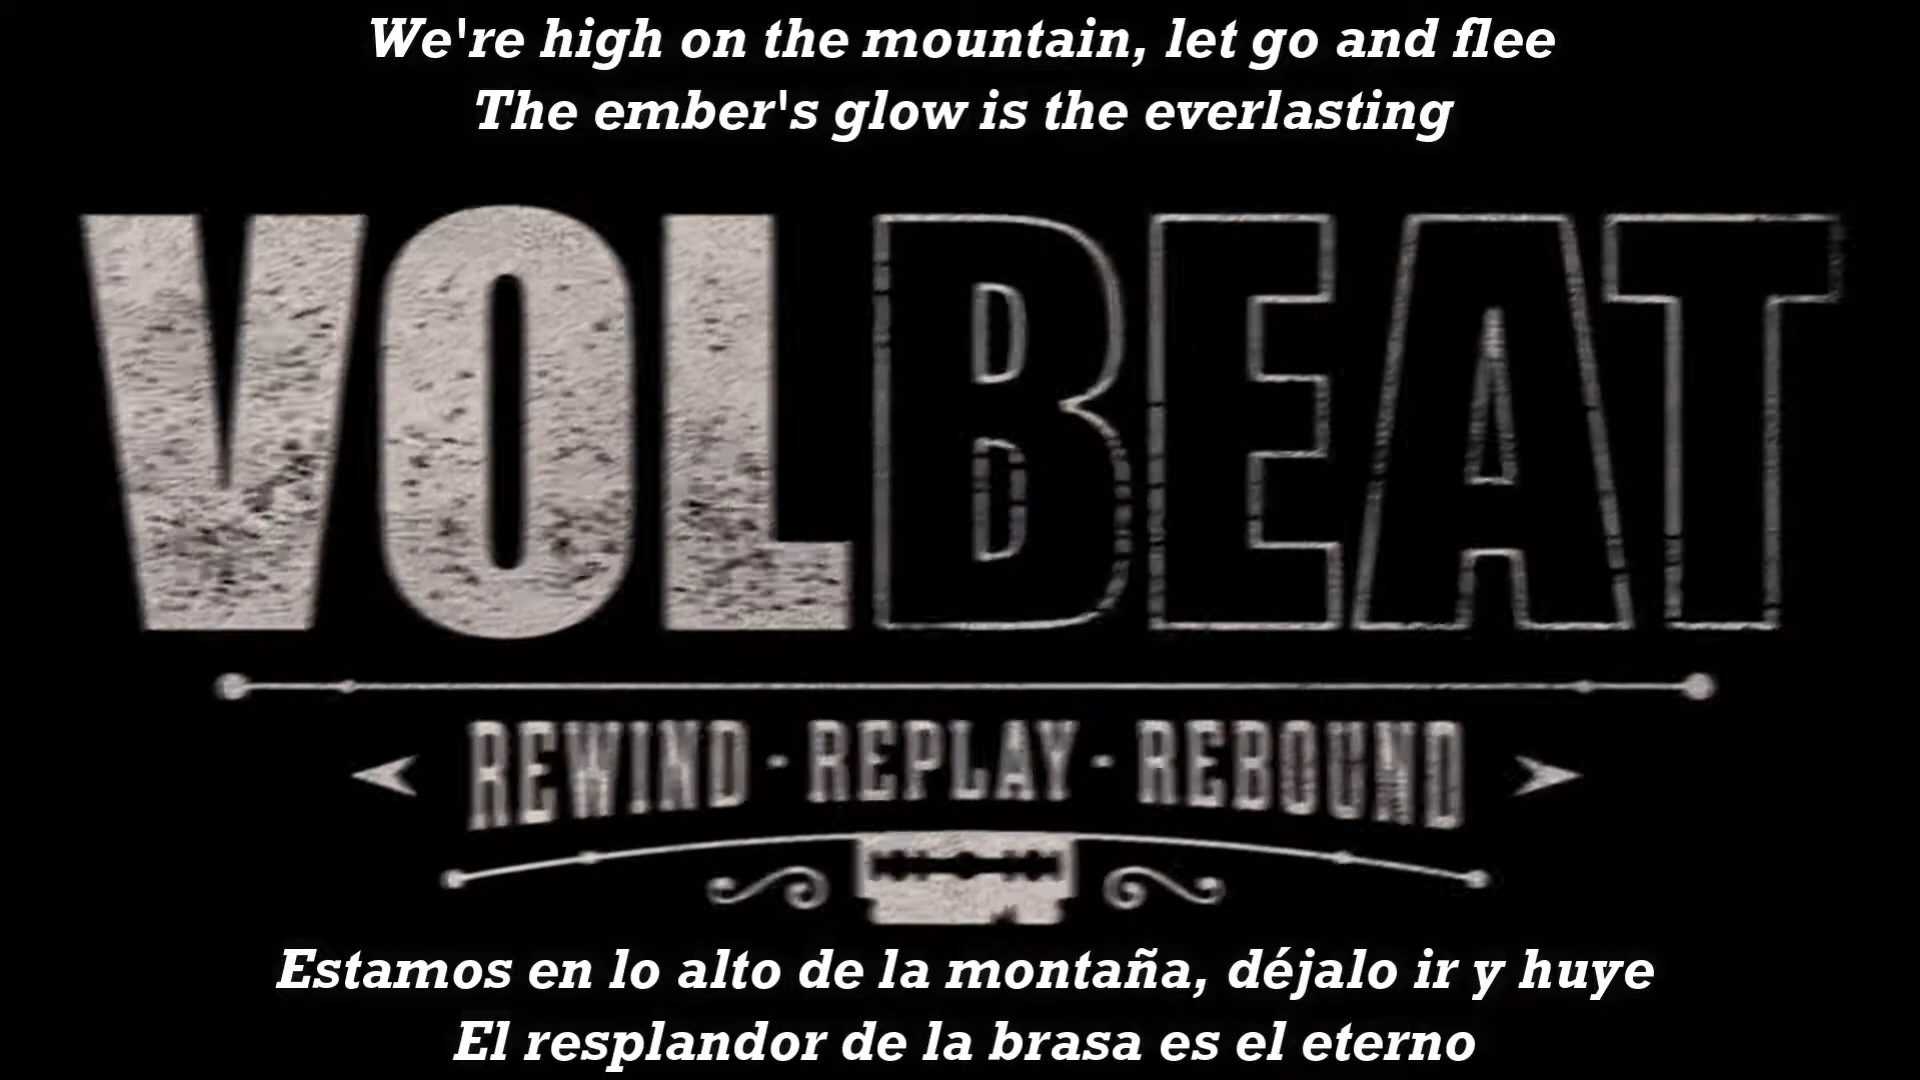 We're high on the mountain, let go and flee
The ember's glow is the everlasting
VOLBEAT
REWIND · REPLAY · REBOUND
Estamos en lo alto de la montaña, déjalo ir y huye
El resplandor de la brasa es el eterno